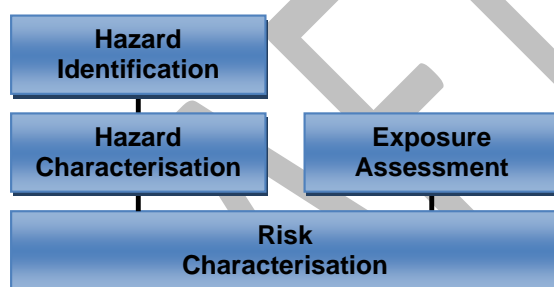 Hazard
Identification
Hazard
Characterisation
Exposure
Assessment
Risk
Characterisation